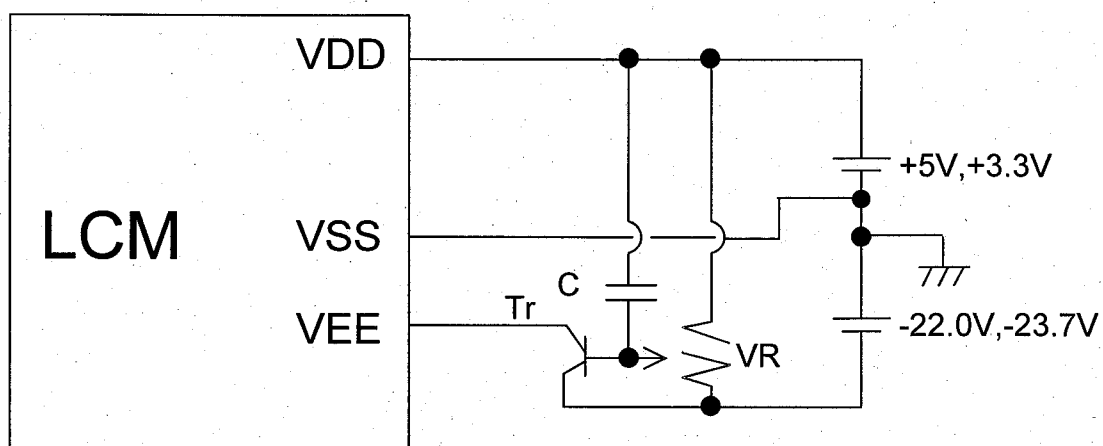 VDD
+5V,+3.3V
LCM
VSS
C
Tr
VEE
-22.0V,-23.7V
VR